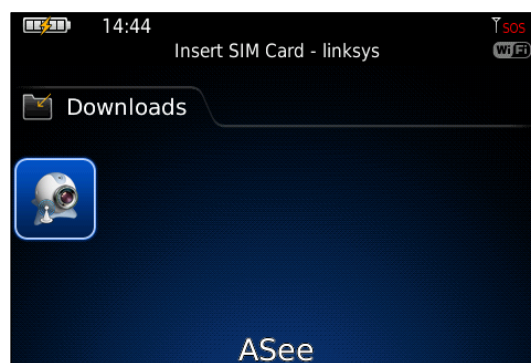 14:44
SOS
Insert SIM Card - linksys
WiFi
Downloads
ASee